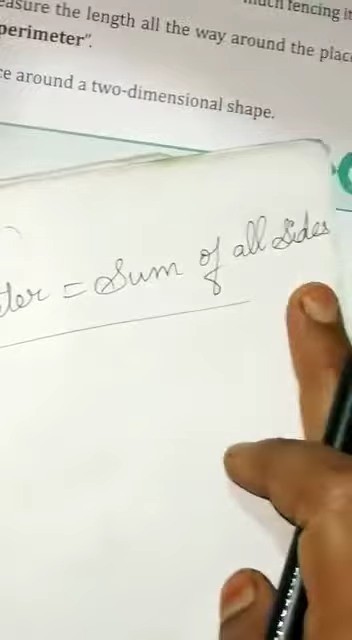 much fencing i
easure the length all the way around the plac
perimeter".
ce around a two-dimensional shape.
ter = Sum of all Sides